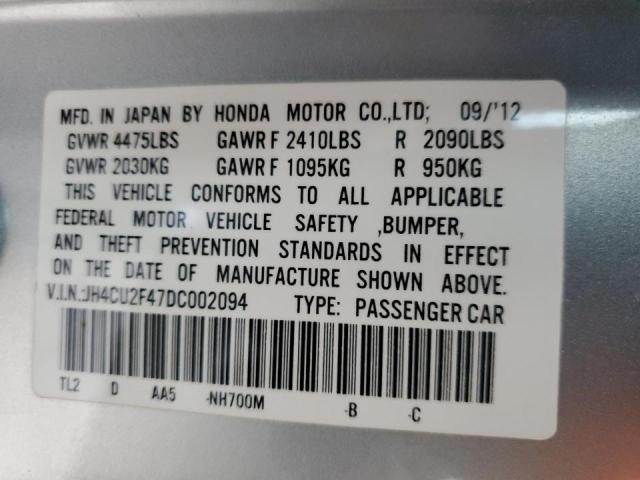 MFD. IN JAPAN BY HONDA MOTOR CO.,LTD; 09/'12
GVWR 4475LBS GAWR F 2410LBS R 2090LBS
GVWR 2030KG GAWR F 1095KG R 950KG
THIS VEHICLE CONFORMS TO ALL APPLICABLE
FEDERAL MOTOR VEHICLE SAFETY ,BUMPER,
AND THEFT PREVENTION STANDARDS IN EFFECT
ON THE DATE OF MANUFACTURE SHOWN ABOVE.
V.I.N.:JH4CU2F47DC002094 TYPE: PASSENGER CAR
TL2 D AA5 -NH700M -B -C